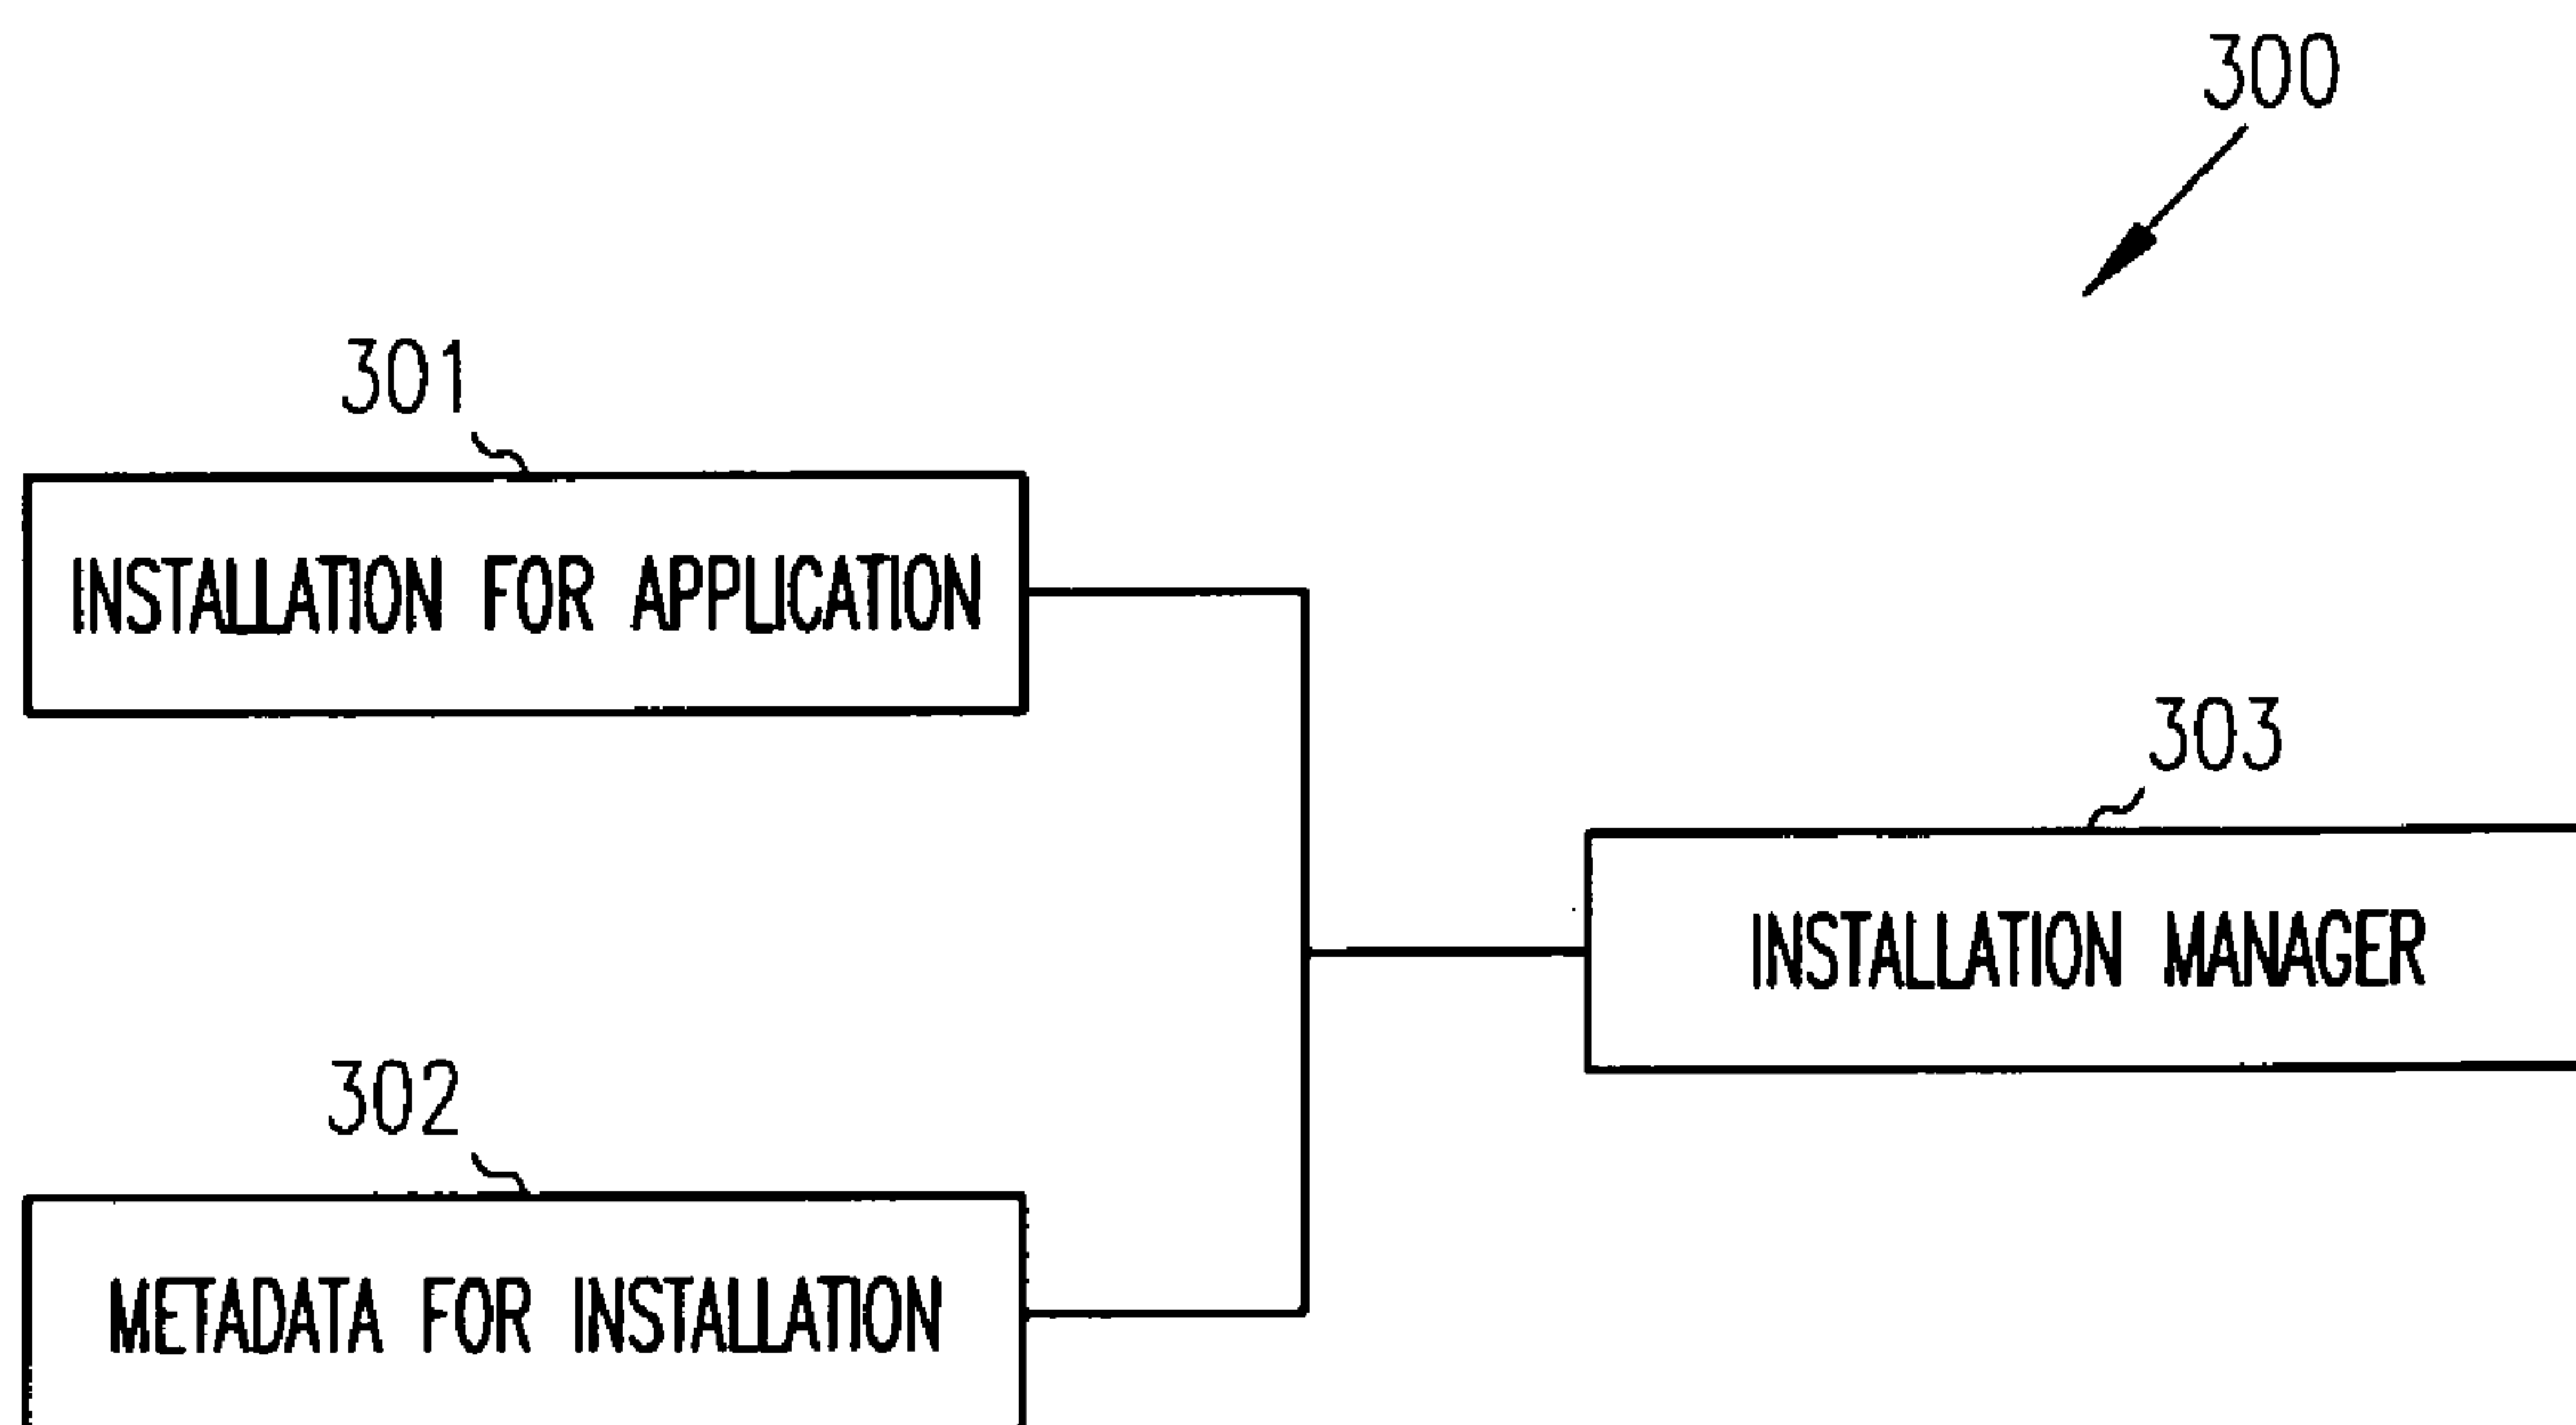 300
301
INSTALLATION FOR APPLICATION
303
INSTALLATION MANAGER
302
METADATA FOR INSTALLATION